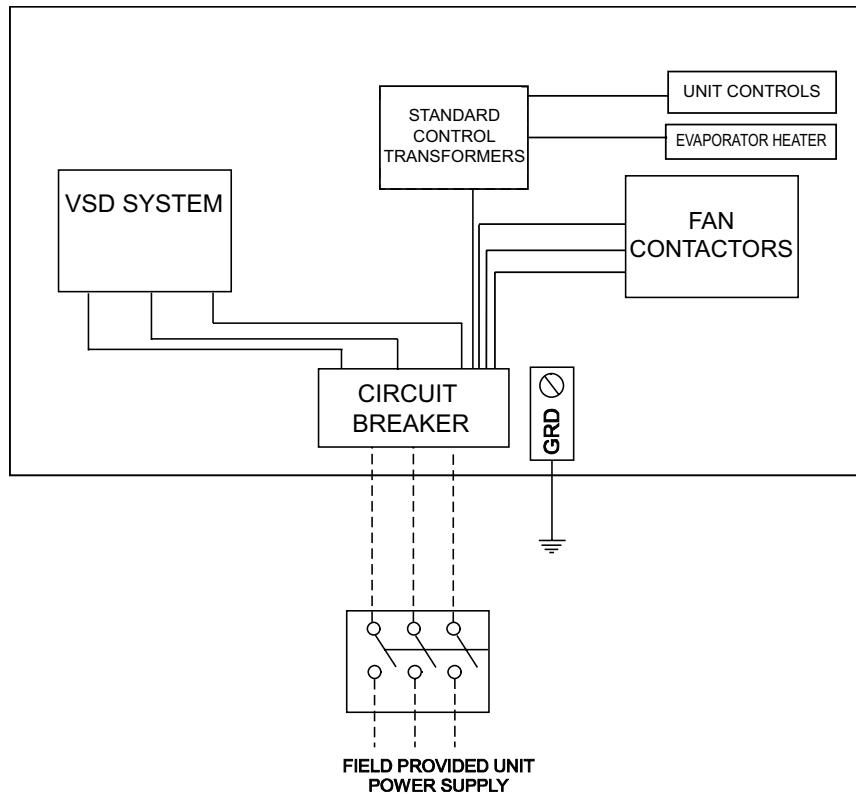 UNIT CONTROLS
STANDARD
CONTROL
TRANSFORMERS
EVAPORATOR HEATER
VSD SYSTEM
FAN
CONTACTORS
CIRCUIT
BREAKER
GRD
FIELD PROVIDED UNIT
POWER SUPPLY